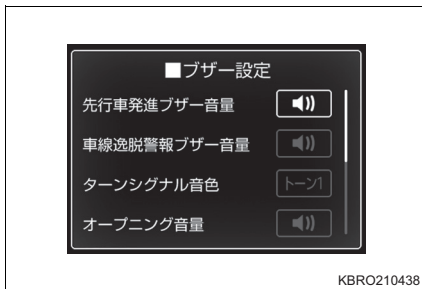 ■ブザー設定
先行車発進ブザー音量
車線逸脱警報ブザー音量
ターンシグナル音色 トーン1
オープニング音量
KBRO210438